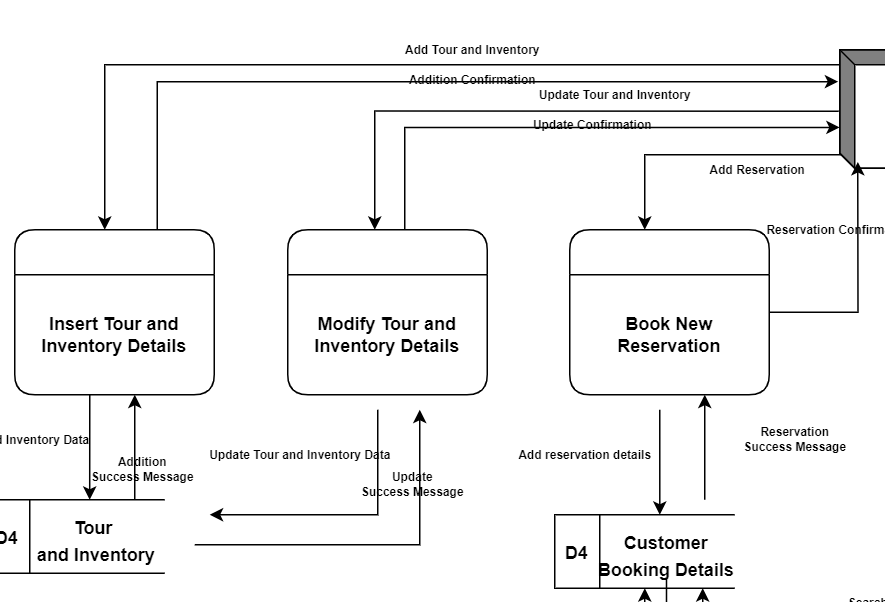 Add Tour and Inventory
Addition Confirmation
Update Tour and Inventory
Update Confirmation
Add Reservation
Reservation Confirm
Insert Tour and
Inventory Details
Modify Tour and
Inventory Details
Book New
Reservation
Inventory Data
Addition
Success Message
Update Tour and Inventory Data
Update
Success Message
Add reservation details
Reservation
Success Message
D4
Tour
and Inventory
D4
Customer
Booking Details